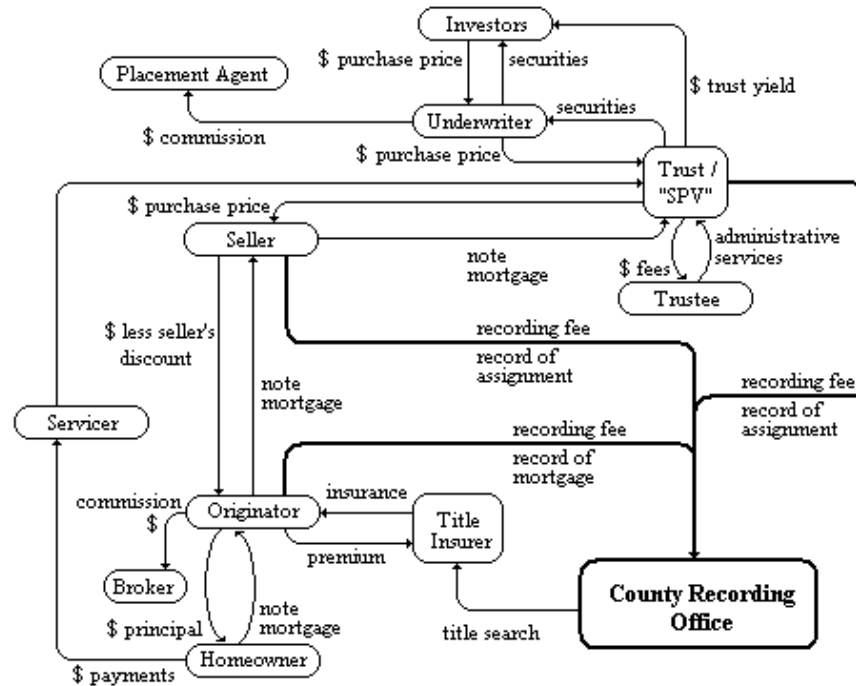 Investors
$ purchase price
securities
Placement Agent
$ trust yield
securities
Underwriter
$ commission
$ purchase price
Trust /
"SPV"
$ purchase price
Seller
administrative
services
note
mortgage
$ fees
Trustee
$ less seller's
discount
recording fee
record of
assignment
note
mortgage
recording fee
record of
assignment
Servicer
recording fee
record of
mortgage
commission
$
Originator
insurance
Title
Insurer
premium
Broker
note
mortgage
$ principal
County Recording
Office
title search
Homeowner
$ payments